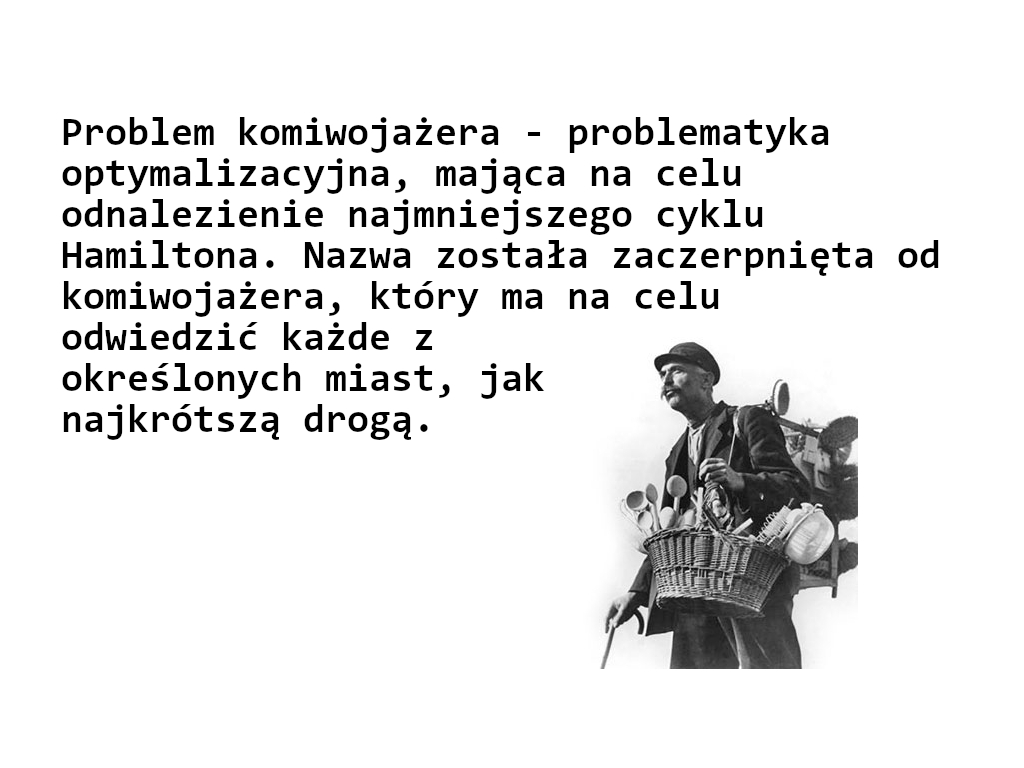 Problem komiwojażera - problematyka
optymalizacyjna, mająca na celu
odnalezienie najmniejszego cyklu
Hamiltona. Nazwa została zaczerpnięta od
komiwojażera, który ma na celu
odwiedzić każde z
określonych miast, jak
najkrótszą drogą.